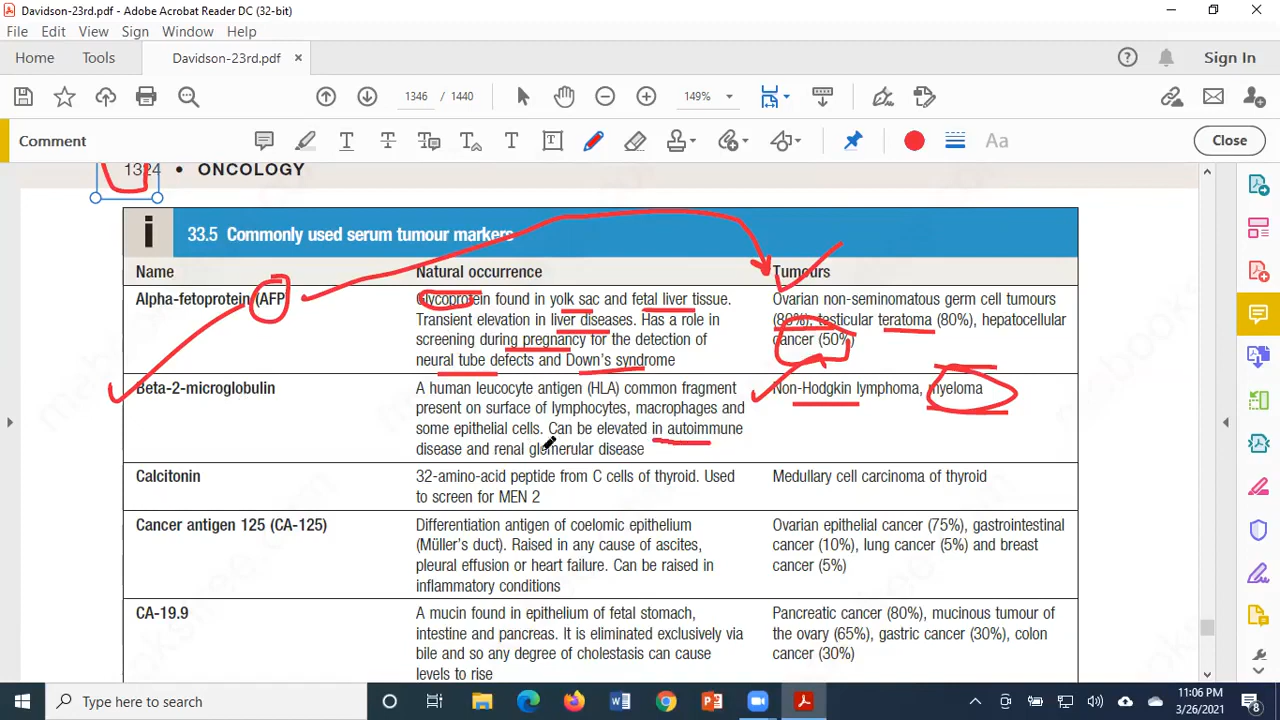 Davidson-23rd.pdf - Adobe Acrobat Reader DC (32-bit)
File Edit View Sign Window Help
Home Tools Davidson-23rd.pdf × Sign In
1346 / 1440 149%
Comment Close
1324 • ONCOLOGY
i 33.5 Commonly used serum tumour markers
Name Natural occurrence Tumours
Alpha-fetoprotein (AFP) Glycoprotein found in yolk sac and fetal liver tissue. Ovarian non-seminomatous germ cell tumours
Transient elevation in liver diseases. Has a role in (80%), testicular teratoma (80%), hepatocellular
screening during pregnancy for the detection of cancer (50%)
neural tube defects and Down's syndrome
Beta-2-microglobulin A human leucocyte antigen (HLA) common fragment Non-Hodgkin lymphoma, myeloma
present on surface of lymphocytes, macrophages and
some epithelial cells. Can be elevated in autoimmune
disease and renal glomerular disease
Calcitonin 32-amino-acid peptide from C cells of thyroid. Used Medullary cell carcinoma of thyroid
to screen for MEN 2
Cancer antigen 125 (CA-125) Differentiation antigen of coelomic epithelium Ovarian epithelial cancer (75%), gastrointestinal
(Müller's duct). Raised in any cause of ascites, cancer (10%), lung cancer (5%) and breast
pleural effusion or heart failure. Can be raised in cancer (5%)
inflammatory conditions
CA-19.9 A mucin found in epithelium of fetal stomach, Pancreatic cancer (80%), mucinous tumour of
intestine and pancreas. It is eliminated exclusively via the ovary (65%), gastric cancer (30%), colon
bile and so any degree of cholestasis can cause cancer (30%)
levels to rise
Type here to search
11:06 PM
3/26/2021
8